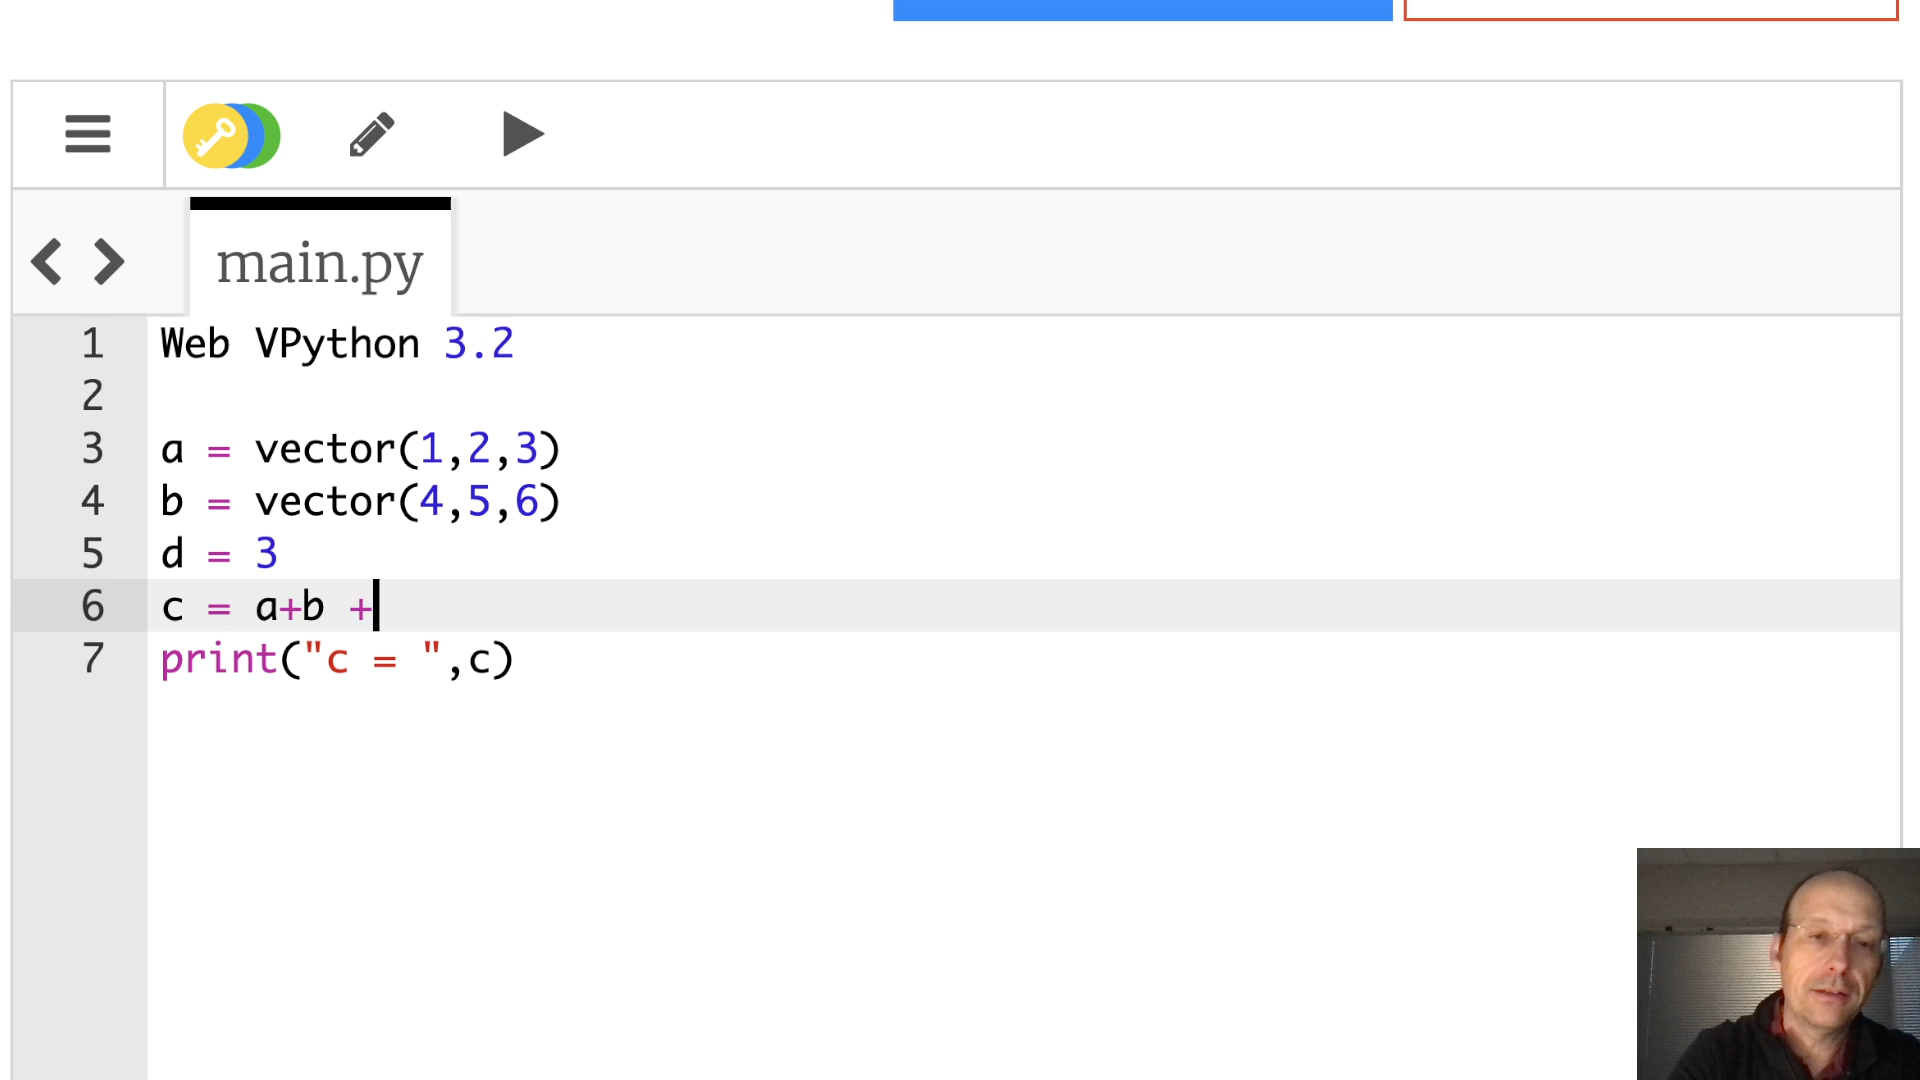 main.py
1 Web VPython 3.2
2
3 a = vector(1,2,3)
4 b = vector(4,5,6)
5 d = 3
6 c = a+b +
7 print("c = ",c)